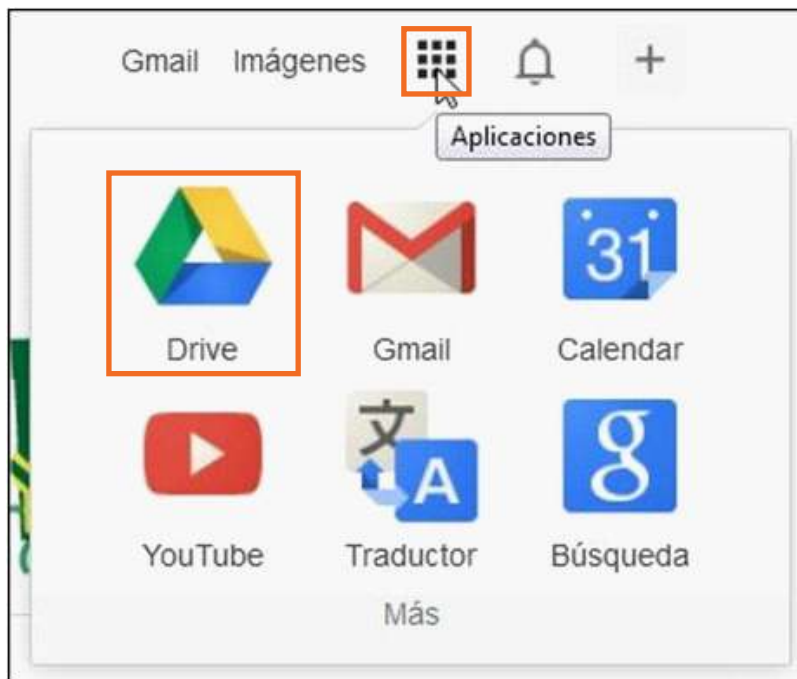 Gmail Imágenes
Aplicaciones
31
Drive Gmail Calendar
文 A g
YouTube Traductor Búsqueda
Más